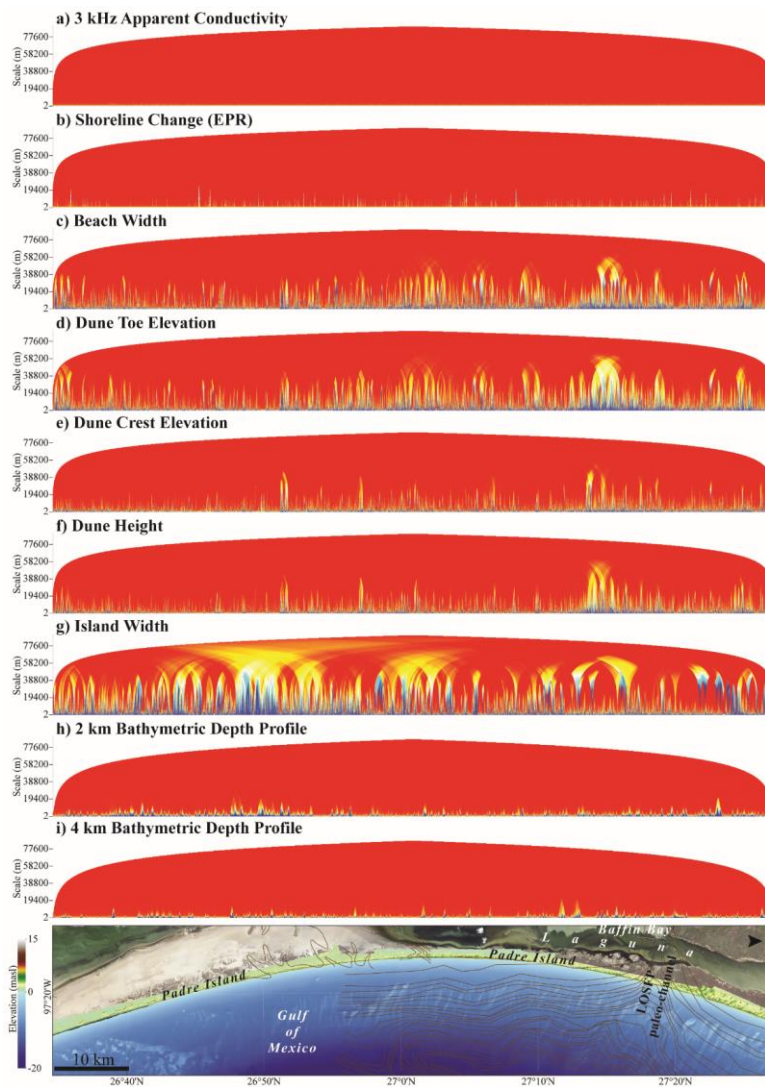 a) 3 kHz Apparent Conductivity
77600
58200
38800
19400
2
Scale (m)
b) Shoreline Change (EPR)
77600
58200
38800
19400
2
Scale (m)
c) Beach Width
77600
58200
38800
19400
2
Scale (m)
d) Dune Toe Elevation
77600
58200
38800
19400
2
Scale (m)
e) Dune Crest Elevation
77600
58200
38800
19400
2
Scale (m)
f) Dune Height
77600
58200
38800
19400
2
Scale (m)
g) Island Width
77600
58200
38800
19400
2
Scale (m)
h) 2 km Bathymetric Depth Profile
77600
58200
38800
19400
2
Scale (m)
i) 4 km Bathymetric Depth Profile
77600
58200
38800
19400
2
Scale (m)
Elevation (masl)
15
0
-20
97°20'W
Baffin Bay
L a g u n a
Padre Island
Padre Island
LOSFP
paleo-channel
Gulf
of
Mexico
10 km
26°40'N
26°50'N
27°0'N
27°10'N
27°20'N